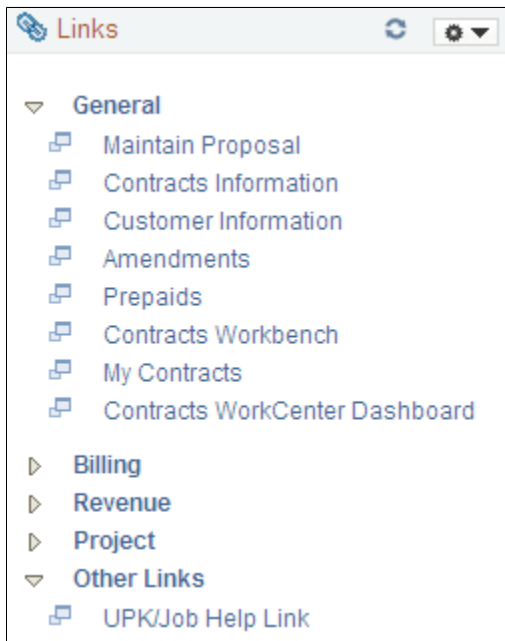 Links
General
Maintain Proposal
Contracts Information
Customer Information
Amendments
Prepaids
Contracts Workbench
My Contracts
Contracts WorkCenter Dashboard
Billing
Revenue
Project
Other Links
UPK/Job Help Link